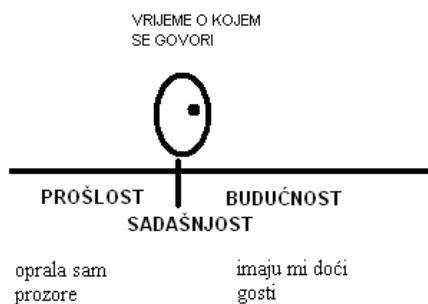 VRIJEME O KOJEM
SE GOVORI
PROŠLOST
BUDUĆNOST
SADAŠNJOST
oprala sam
prozore
imaju mi doći
gosti